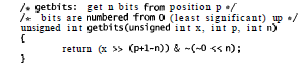 /* getbits: get n bits from position p */
/* bits are numbered from 0 (least significant) up */
unsigned int getbits(unsigned int x, int p, int n)
{
return (x >> (p+1-n)) & ~(~0 << n);
}